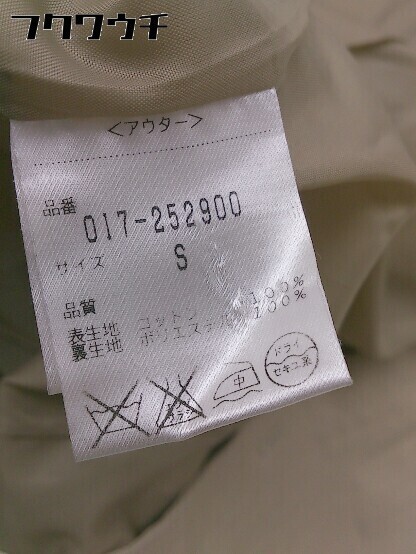 フクワウチ
<アウター>
品番
017-252900
サイズ
S
品質
表生地 コットン 100%
裏生地 ポリエステル 100%
中
ドライ
セキユ系